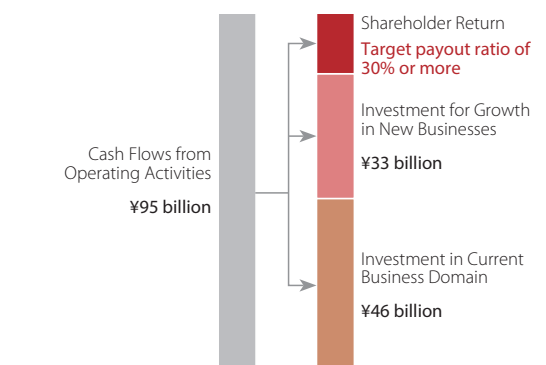 Shareholder Return
Target payout ratio of
30% or more
Investment for Growth
in New Businesses
¥33 billion
Cash Flows from
Operating Activities
¥95 billion
Investment in Current
Business Domain
¥46 billion